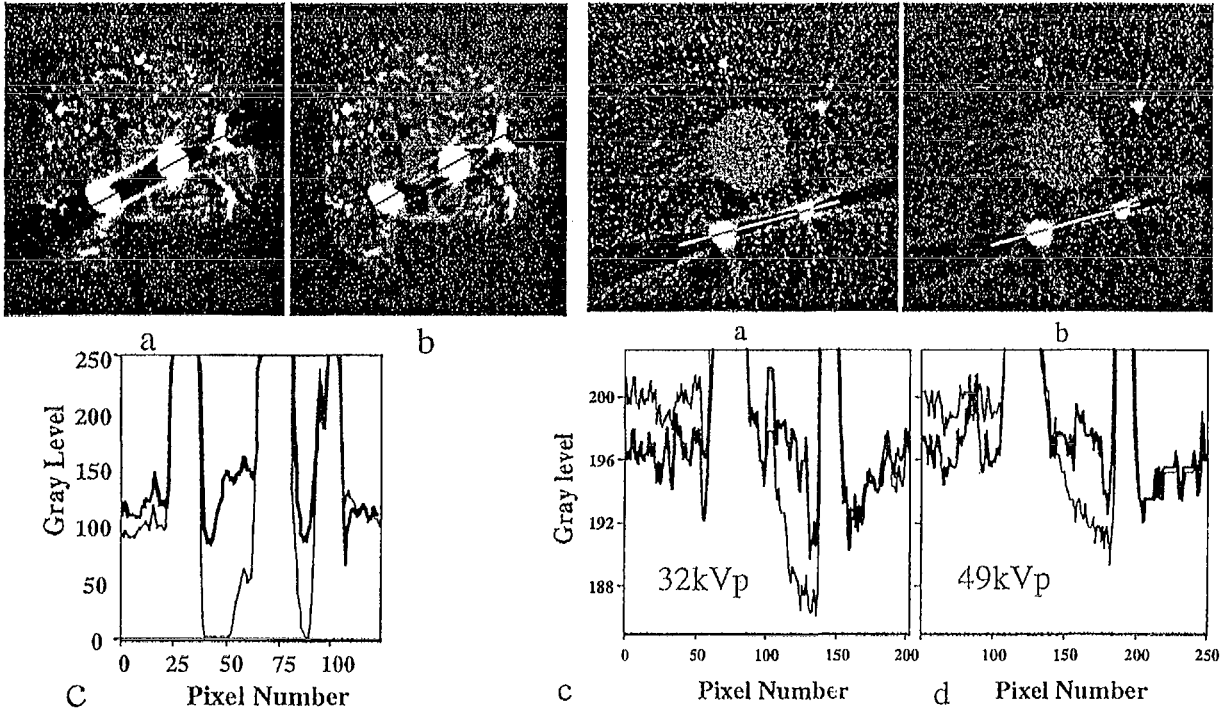 a
b
a
b
250
200
150
100
50
0
Gray Level
0 25 50 75 100
C Pixel Number
200
196
192
188
Gray level
32kVp
49kVp
0 50 100 150 200
50 100 150 200 250
c Pixel Number
d Pixel Number